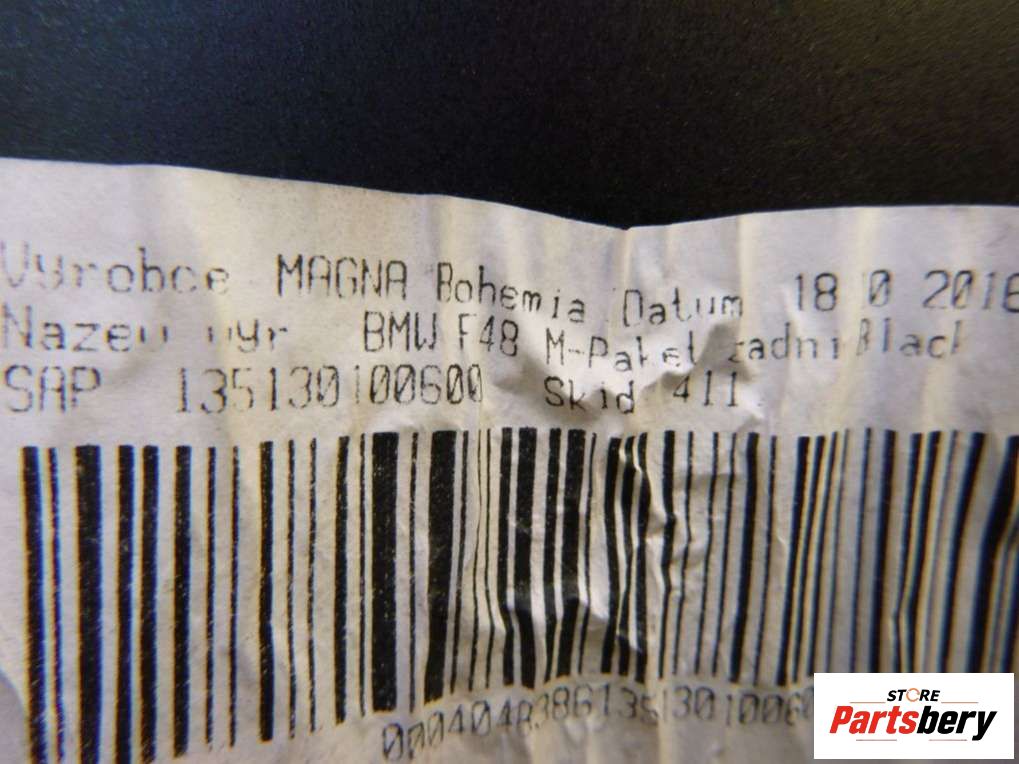 Vyrobce MAGNA Bohemia Datum 18 0 2018
Nazev vyr BMW F48 M-Paket zadni Black
SAP 135130100600 Skid 411
STORE
Partsbery